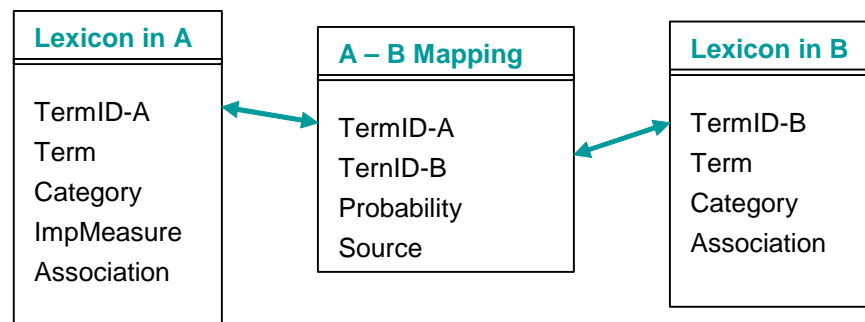 Lexicon in A
TermID-A
Term
Category
ImpMeasure
Association
A – B Mapping
TermID-A
TernID-B
Probability
Source
Lexicon in B
TermID-B
Term
Category
Association